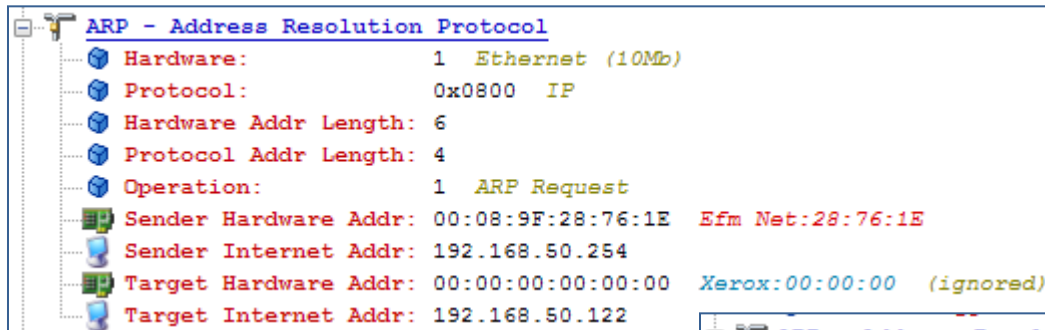 ARP - Address Resolution Protocol
Hardware: 1 Ethernet (10Mb)
Protocol: 0x0800 IP
Hardware Addr Length: 6
Protocol Addr Length: 4
Operation: 1 ARP Request
Sender Hardware Addr: 00:08:9F:28:76:1E Efm Net:28:76:1E
Sender Internet Addr: 192.168.50.254
Target Hardware Addr: 00:00:00:00:00:00 Xerox:00:00:00 (ignored)
Target Internet Addr: 192.168.50.122